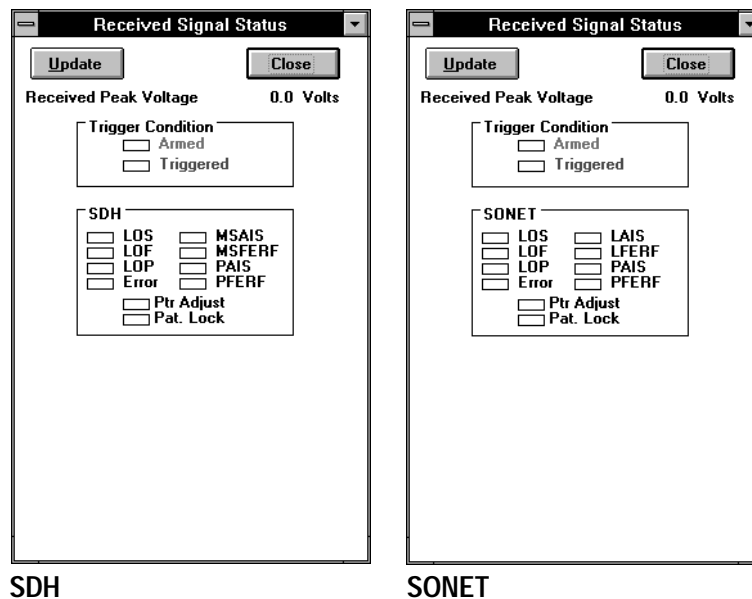 Received Signal Status
Update Close
Received Peak Voltage 0.0 Volts
Trigger Condition
Armed
Triggered
SDH
LOS MSAIS
LOF MSFERF
LOP PAIS
Error PFERF
Ptr Adjust
Pat. Lock
SDH
Received Signal Status
Update Close
Received Peak Voltage 0.0 Volts
Trigger Condition
Armed
Triggered
SONET
LOS LAIS
LOF LFERF
LOP PAIS
Error PFERF
Ptr Adjust
Pat. Lock
SONET